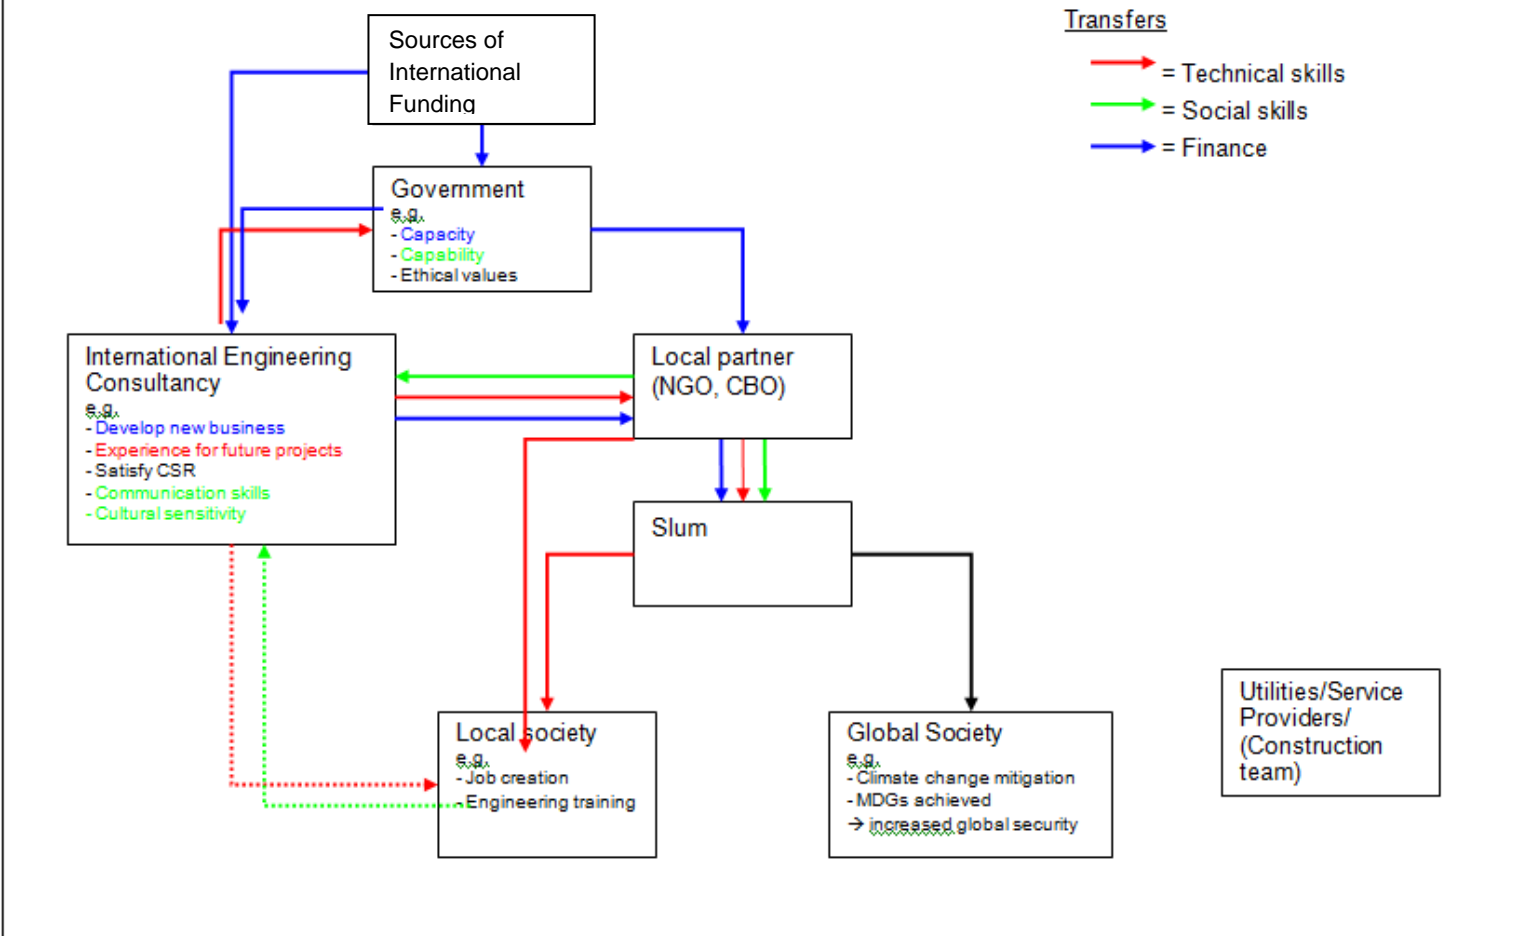 Sources of
International
Funding
Transfers
= Technical skills
= Social skills
= Finance
Government
e.g.
- Capacity
- Capability
- Ethical values
International Engineering
Consultancy
e.g.
- Develop new business
- Experience for future projects
- Satisfy CSR
- Communication skills
- Cultural sensitivity
Local partner
(NGO, CBO)
Slum
Local society
e.g.
- Job creation
- Engineering training
Global Society
e.g.
- Climate change mitigation
- MDGs achieved
→ increased global security
Utilities/Service
Providers/
(Construction
team)